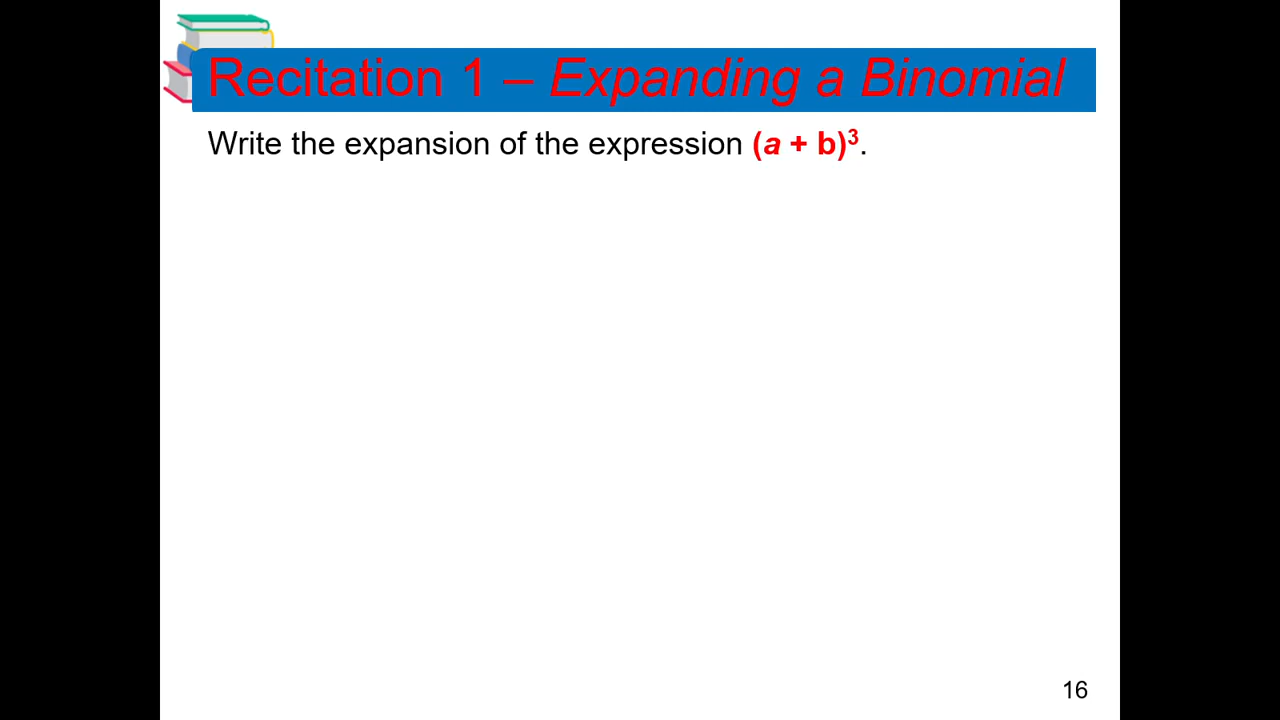 Recitation 1 – Expanding a Binomial
Write the expansion of the expression (a + b)³.
16